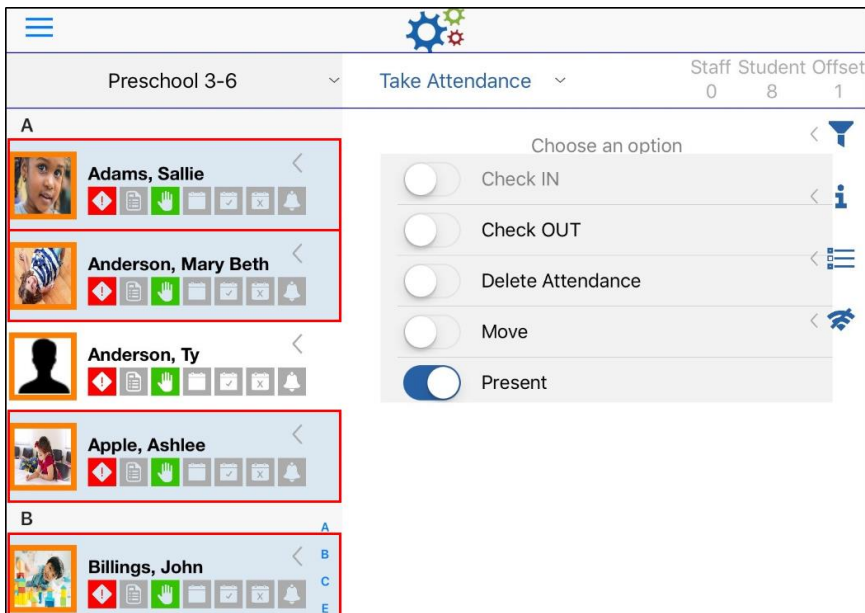 Preschool 3-6
Take Attendance
Staff Student Offset
0 8 1
A
Adams, Sallie
Anderson, Mary Beth
Anderson, Ty
Apple, Ashlee
B
Billings, John
A
B
C
E
Choose an option
Check IN
Check OUT
Delete Attendance
Move
Present